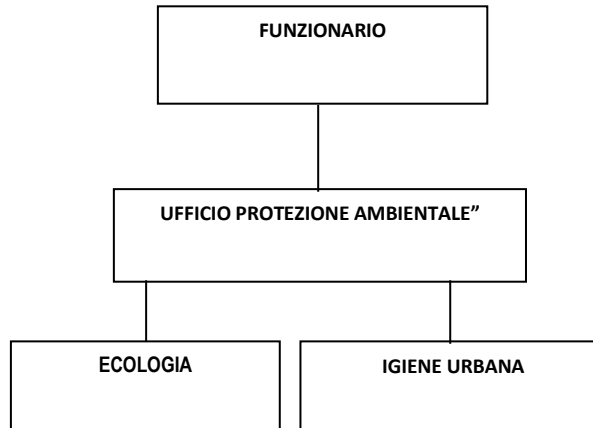 FUNZIONARIO
UFFICIO PROTEZIONE AMBIENTALE”
ECOLOGIA
IGIENE URBANA